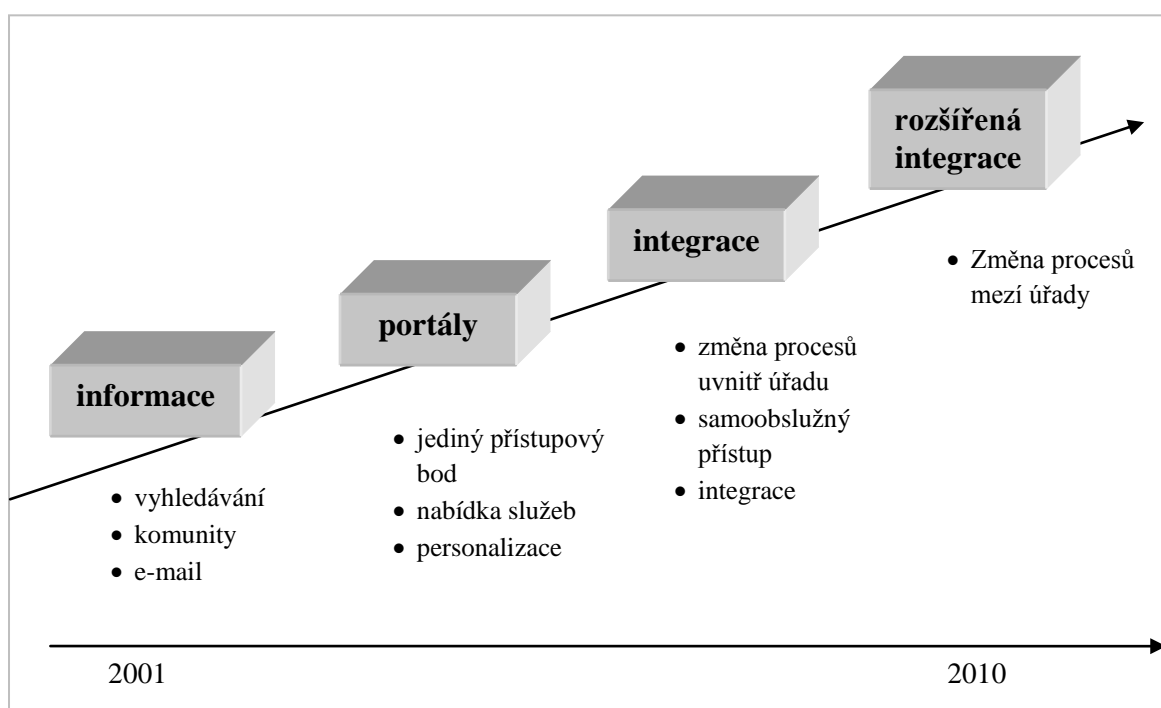 informace
• vyhledávání
• komunity
• e-mail
portály
• jediný přístupový
bod
• nabídka služeb
• personalizace
integrace
• změna procesů
uvnitř úřadu
• samoobslužný
přístup
• integrace
rozšířená
integrace
• Změna procesů
mezí úřady
2001
2010